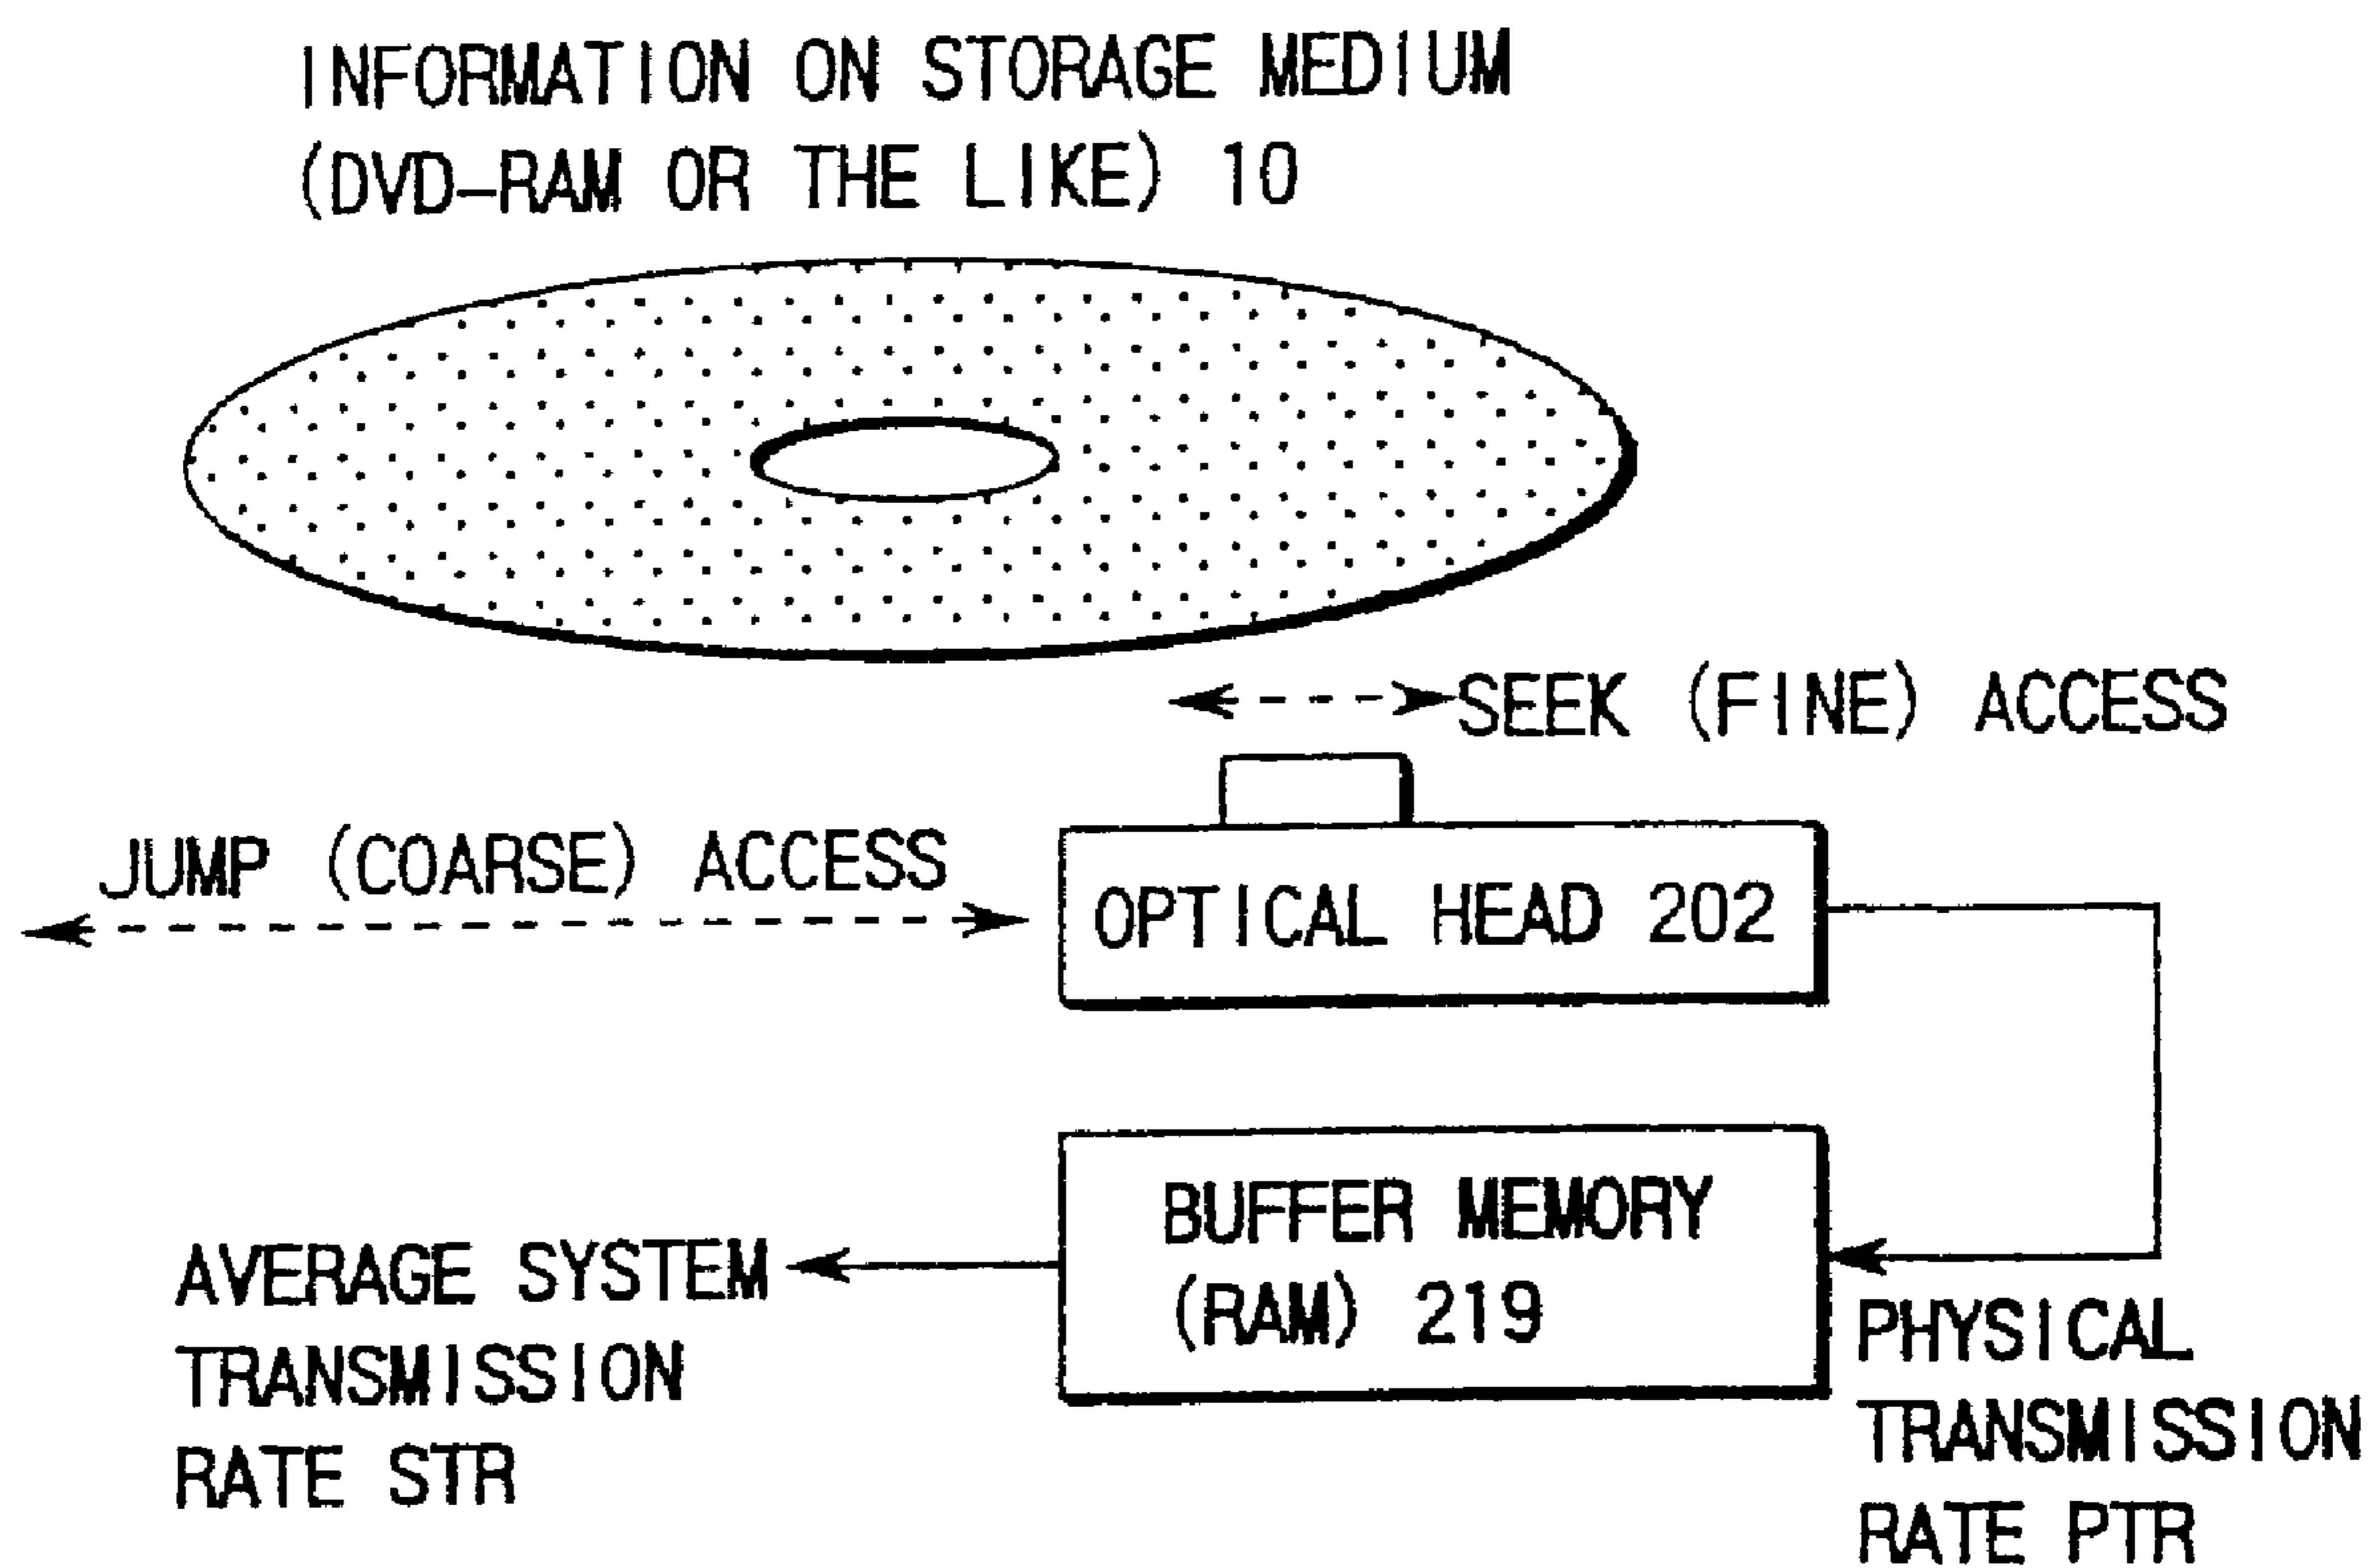 INFORMATION ON STORAGE MEDIUM
(DVD-RAM OR THE LIKE) 10
SEEK (FINE) ACCESS
JUMP (COARSE) ACCESS
OPTICAL HEAD 202
BUFFER MEMORY
(RAM) 219
AVERAGE SYSTEM
TRANSMISSION
RATE STR
PHYSICAL
TRANSMISSION
RATE PTR